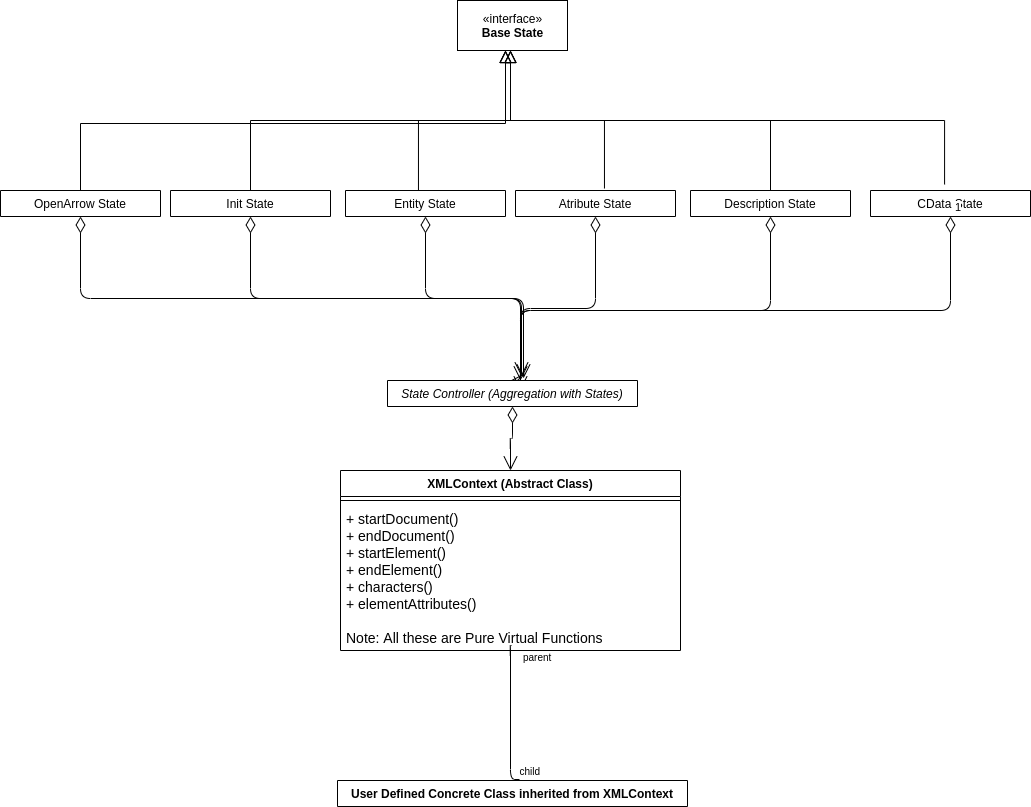 «interface»
Base State
OpenArrow State
Init State
Entity State
Atribute State
Description State
CData State
1
State Controller (Aggregation with States)
XMLContext (Abstract Class)
+ startDocument()
+ endDocument()
+ startElement()
+ endElement()
+ characters()
+ elementAttributes()
Note: All these are Pure Virtual Functions
parent
child
User Defined Concrete Class inherited from XMLContext